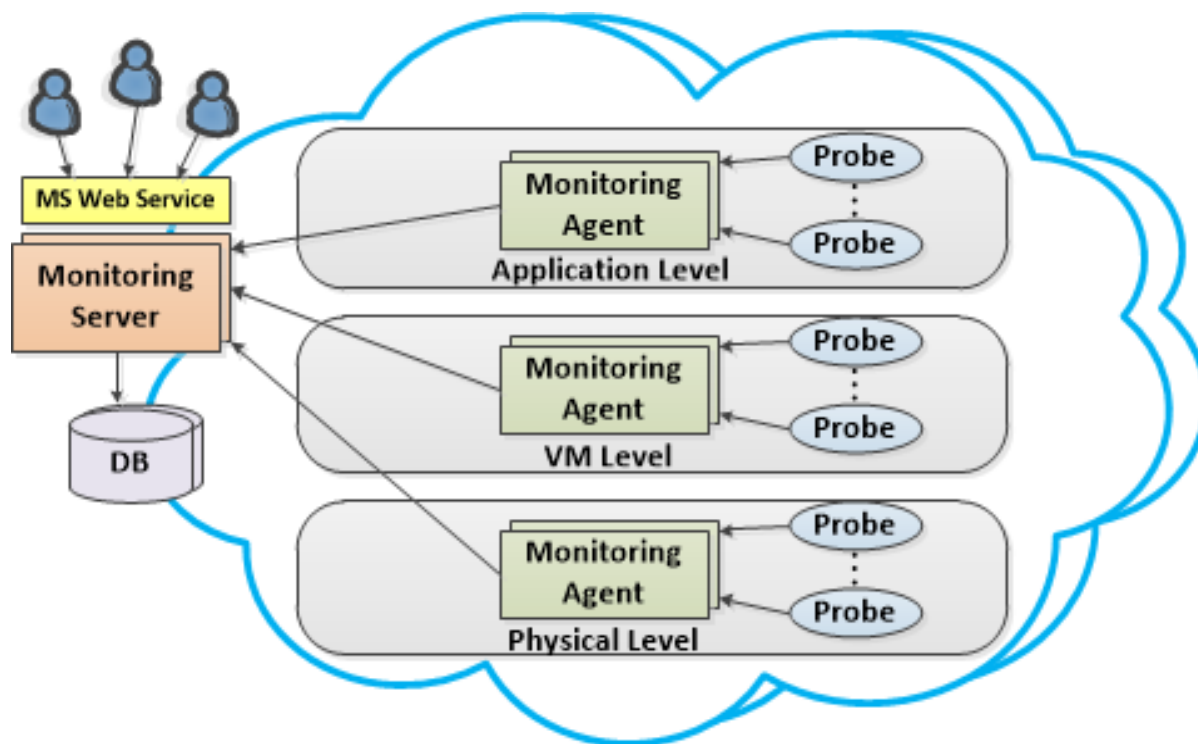 MS Web Service
Monitoring
Server
DB
Monitoring
Agent
Application Level
Probe
Probe
Monitoring
Agent
VM Level
Probe
Probe
Monitoring
Agent
Physical Level
Probe
Probe